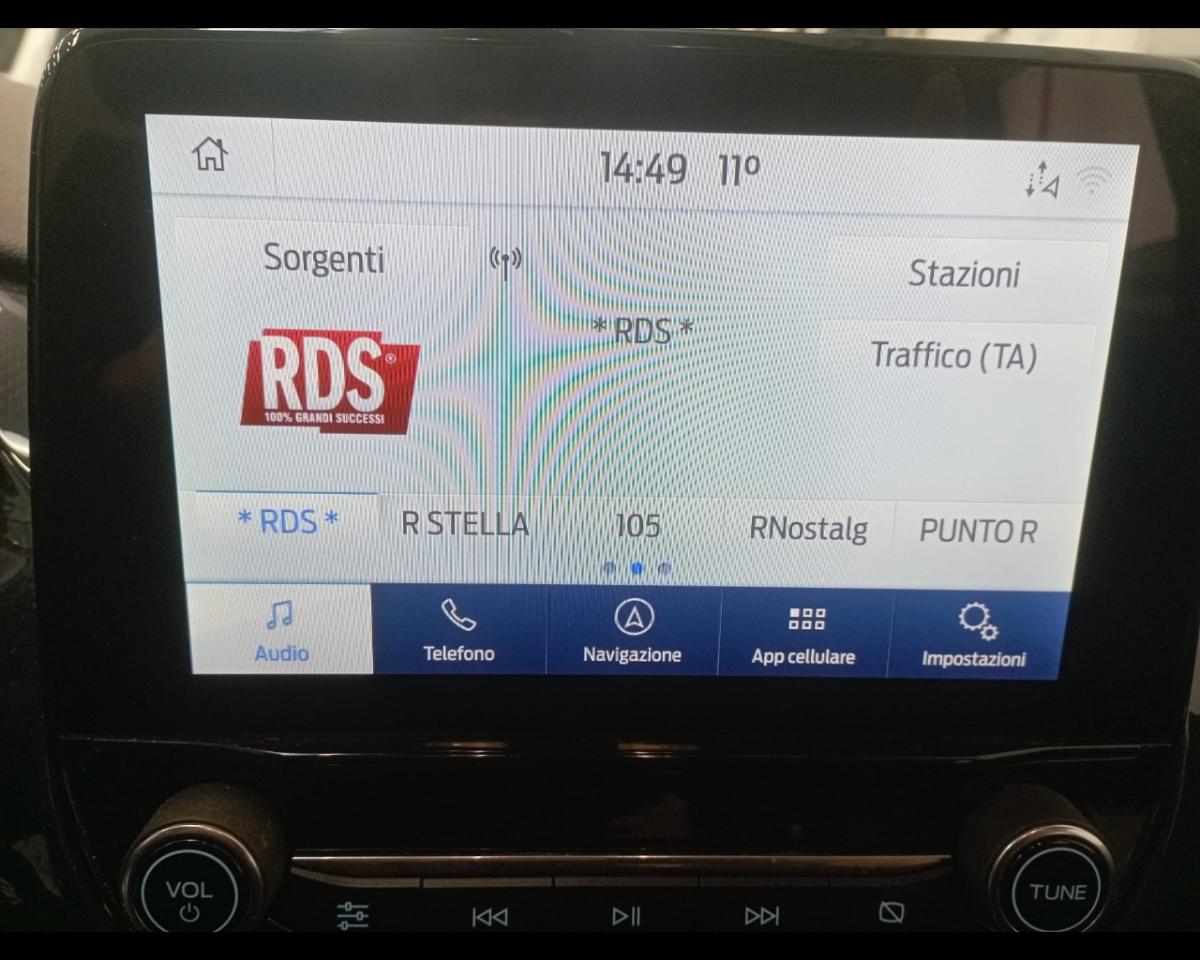 14:49 11º
Sorgenti
Stazioni
* RDS *
Traffico (TA)
RDS®
100% GRANDI SUCCESSI
* RDS * R STELLA 105 RNostalg PUNTO R
Audio Telefono Navigazione App cellulare Impostazioni
VOL TUNE